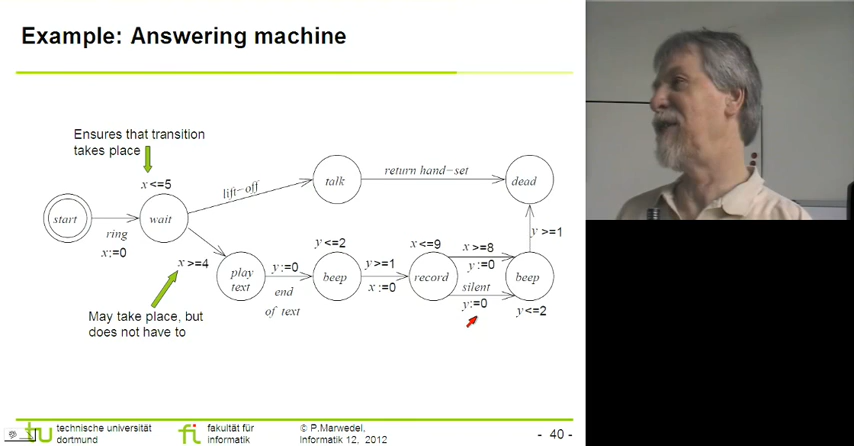 Example: Answering machine
Ensures that transition
takes place
x<=5
start
ring
x:=0
wait
lift-off
talk
return hand-set
dead
x>=4
May take place, but
does not have to
play
text
y:=0
end
of text
y<=2
beep
y>=1
x :=0
x<=9
record
x>=8
y:=0
silent
y:=0
beep
y<=2
y >=1
tu
technische universität
dortmund
fi
fakultät für
informatik
© P.Marwedel,
Informatik 12, 2012
- 40 -